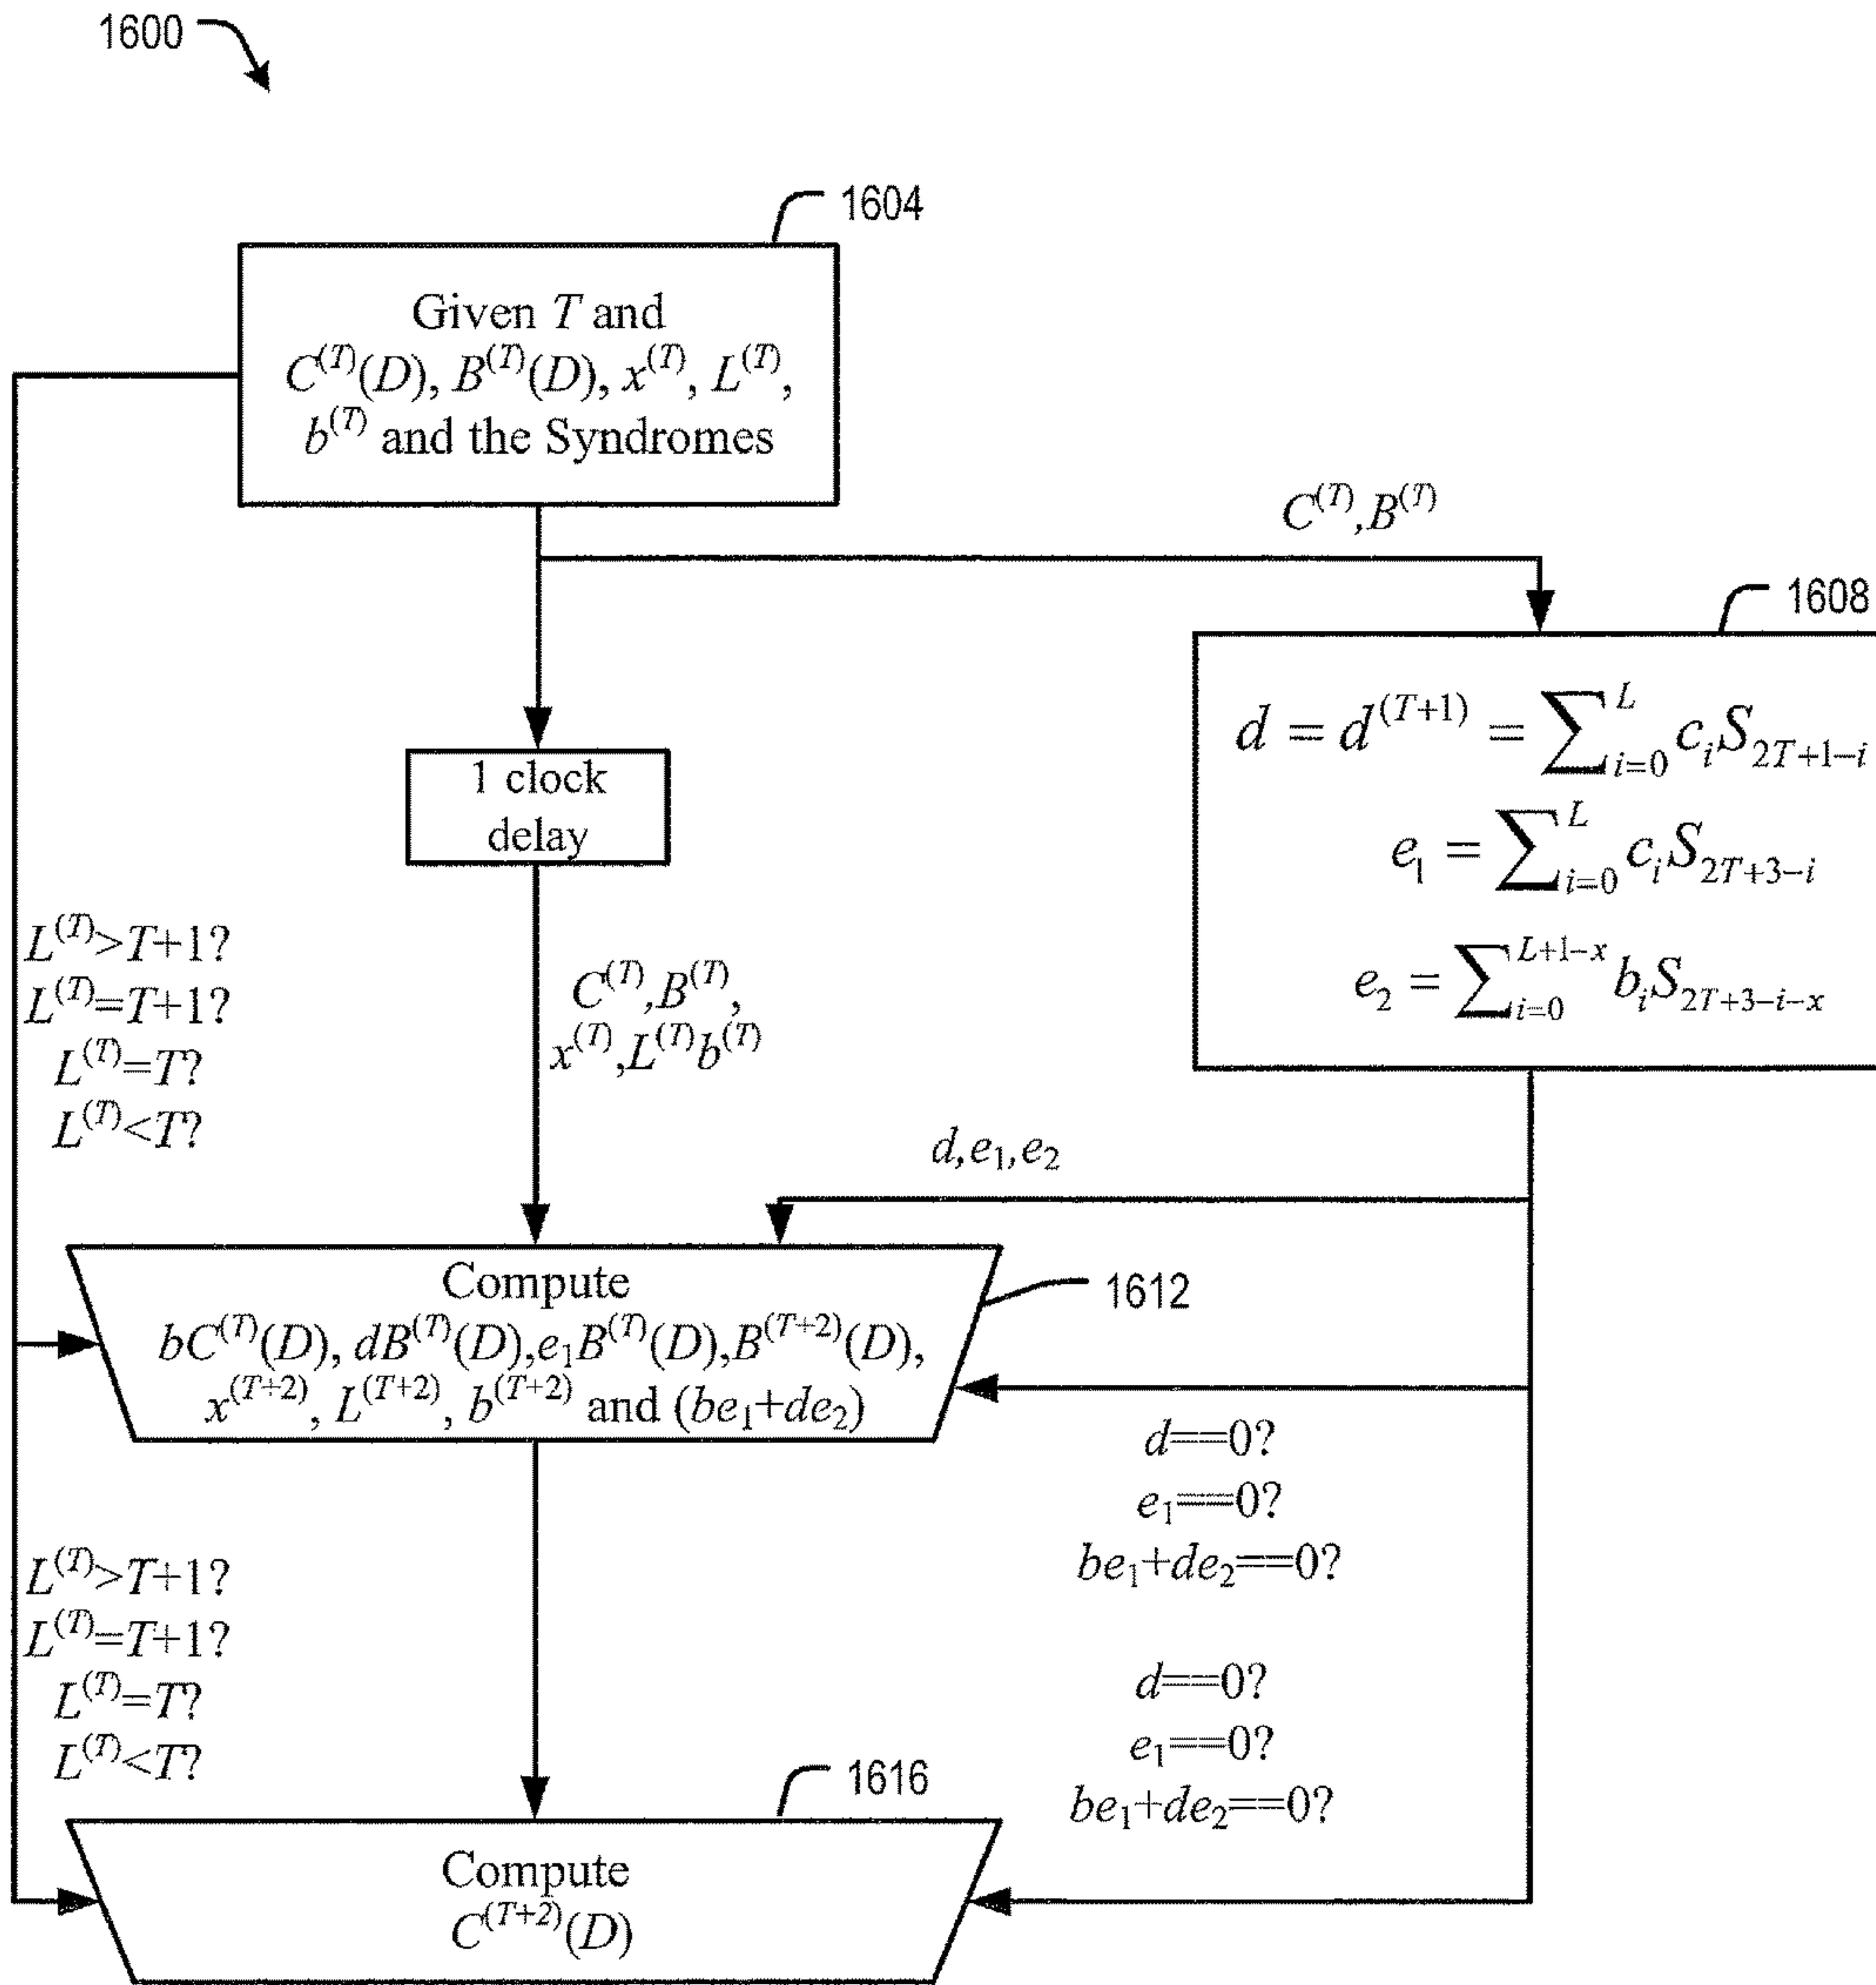 1600
1604
Given T and
C^(T)(D), B^(T)(D), x^(T), L^(T),
b^(T) and the Syndromes
C^(T),B^(T)
1608
d = d^(T+1) = ∑_{i=0}^{L} c_i S_{2T+1-i}
e_1 = ∑_{i=0}^{L} c_i S_{2T+3-i}
e_2 = ∑_{i=0}^{L+1-x} b_i S_{2T+3-i-x}
1 clock
delay
L^(T)>T+1?
L^(T)=T+1?
L^(T)=T?
L^(T)<T?
C^(T),B^(T),
x^(T),L^(T)b^(T)
d,e_1,e_2
Compute
bC^(T)(D), dB^(T)(D),e_1B^(T)(D),B^(T+2)(D),
x^(T+2), L^(T+2), b^(T+2) and (be_1+de_2)
1612
d==0?
e_1==0?
be_1+de_2==0?
L^(T)>T+1?
L^(T)=T+1?
L^(T)=T?
L^(T)<T?
d==0?
e_1==0?
be_1+de_2==0?
1616
Compute
C^(T+2)(D)